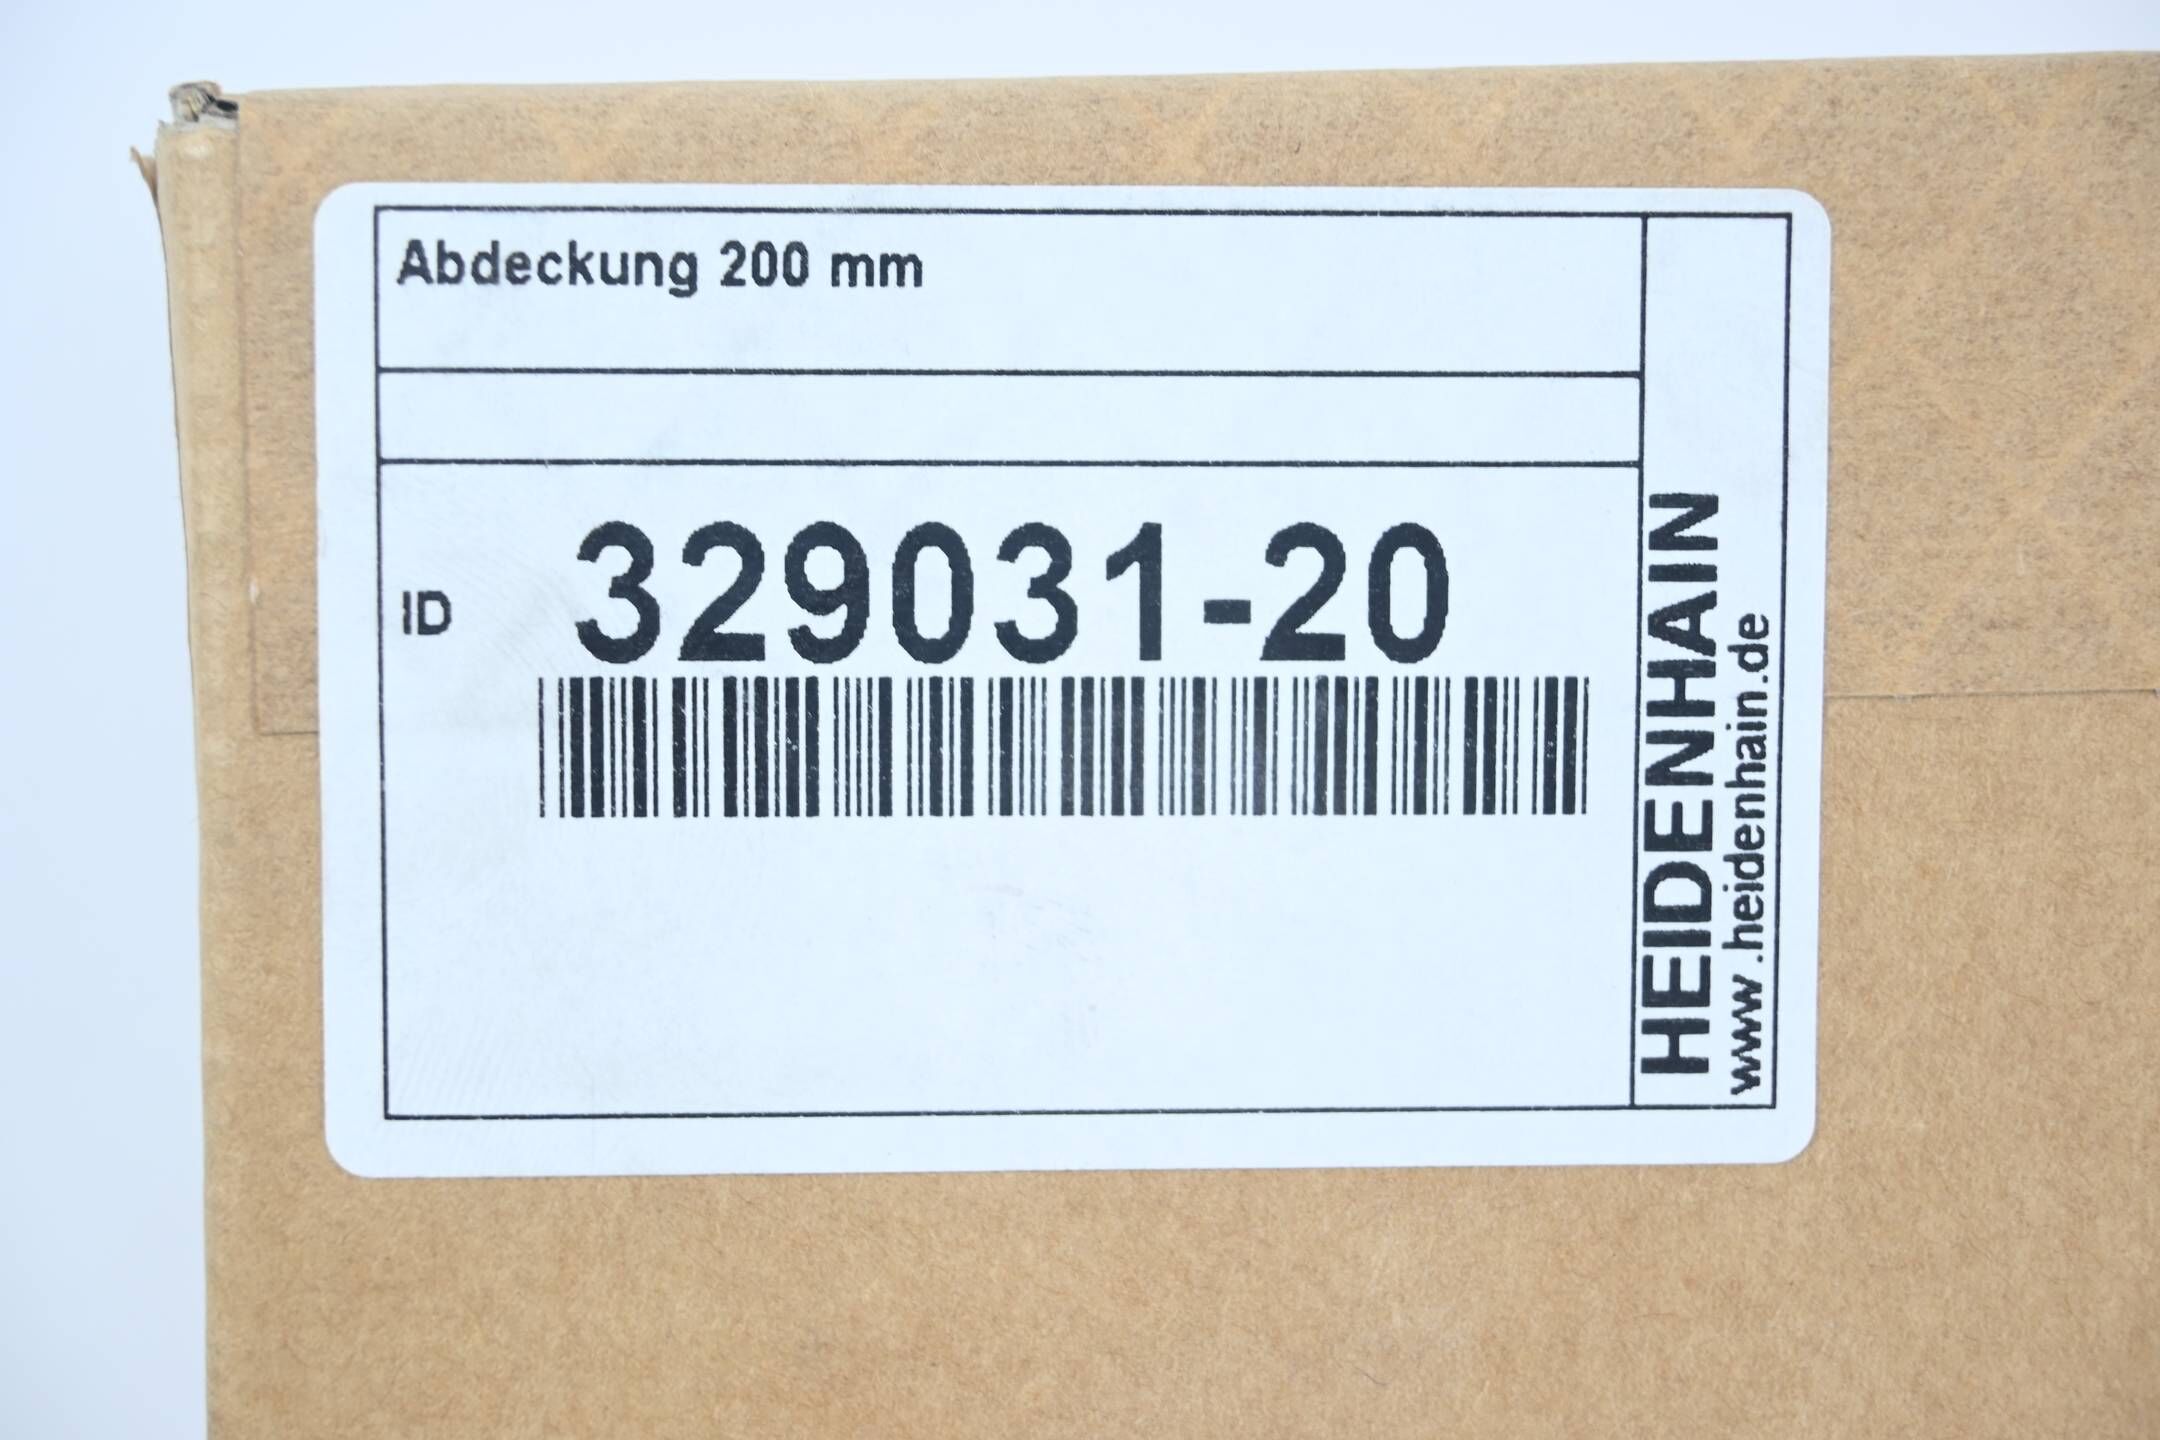 Abdeckung 200 mm
ID 329031-20
HEIDENHAIN
www.heidenhain.de